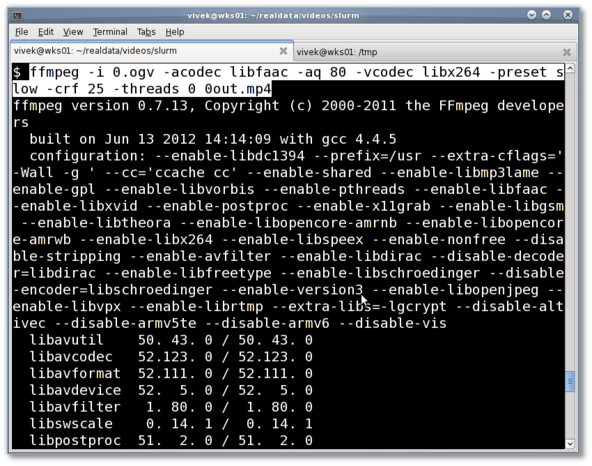 vivek@wks01: ~/realdata/videos/slurm
File Edit View Terminal Tabs Help
vivek@wks01: ~/realdata/videos/slurm
vivek@wks01: /tmp
$ ffmpeg -i 0.ogv -acodec libfaac -aq 80 -vcodec libx264 -preset s
low -crf 25 -threads 0 0out.mp4
ffmpeg version 0.7.13, Copyright (c) 2000-2011 the FFmpeg develope
rs
  built on Jun 13 2012 14:14:09 with gcc 4.4.5
  configuration: --enable-libdc1394 --prefix=/usr --extra-cflags='
-Wall -g ' --cc='ccache cc' --enable-shared --enable-libmp3lame --
enable-gpl --enable-libvorbis --enable-pthreads --enable-libfaac -
-enable-libxvid --enable-postproc --enable-x11grab --enable-libgsm
 --enable-libtheora --enable-libopencore-amrnb --enable-libopencor
e-amrwb --enable-libx264 --enable-libspeex --enable-nonfree --disa
ble-stripping --enable-avfilter --enable-libdirac --disable-decode
r=libdirac --enable-libfreetype --enable-libschroedinger --disable
-encoder=libschroedinger --enable-version3 --enable-libopenjpeg --
enable-libvpx --enable-librtmp --extra-libs=-lgcrypt --disable-alt
ivec --disable-armv5te --disable-armv6 --disable-vis
  libavutil    50. 43. 0 / 50. 43. 0
  libavcodec   52.123. 0 / 52.123. 0
  libavformat  52.111. 0 / 52.111. 0
  libavdevice  52.  5. 0 / 52.  5. 0
  libavfilter   1. 80. 0 /  1. 80. 0
  libswscale    0. 14. 1 /  0. 14. 1
  libpostproc  51.  2. 0 / 51.  2. 0